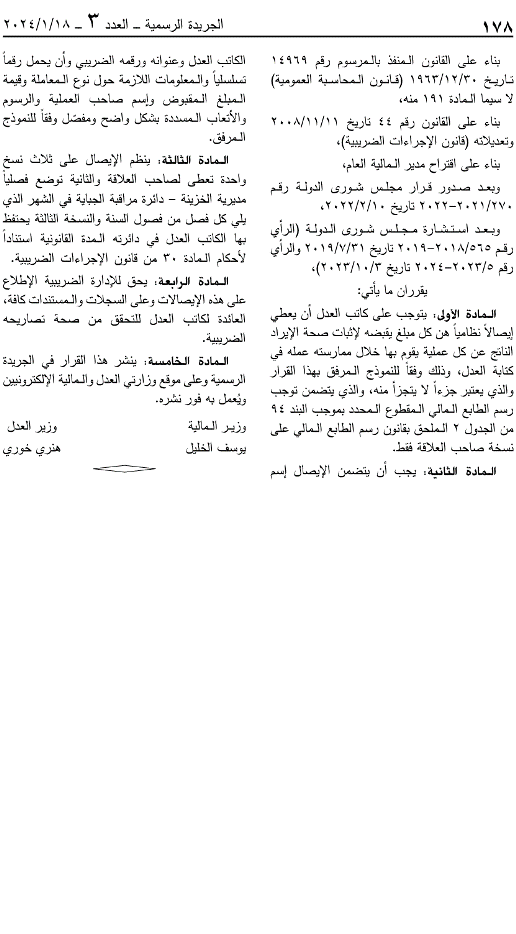 ١٧٨
الجريدة الرسمية ــ العدد ٣ ــ ٢٠٢٤/١/١٨
بناء على القانون المنفذ بالمرسوم رقم ١٤٩٦٩
تاريخ ١٩٦٣/١٢/٣٠ (قانون المحاسبة العمومية)
لا سيما المادة ١٩١ منه،
بناء على القانون رقم ٤٤ تاريخ ٢٠٠٨/١١/١١
وتعديلاته (قانون الإجراءات الضريبية)،
بناء على اقتراح مدير المالية العام،
وبعد صدور قرار مجلس شورى الدولة رقم
٢٠٢١/٢٧٠-٢٠٢٢ تاريخ ٢٠٢٢/٢/١٠،
وبعد استشارة مجلس شورى الدولة (الرأي
رقم ٢٠١٨/٥٦٥-٢٠١٩ تاريخ ٢٠١٩/٧/٣١ والرأي
رقم ٢٠٢٣/٥-٢٠٢٤ تاريخ ٢٠٢٣/١٠/٣)،
يقرران ما يأتي:
المادة الأولى: يتوجب على كاتب العدل أن يعطي
إيصالاً نظامياً هن كل مبلغ يقبضه لإثبات صحة الإيراد
الناتج عن كل عملية يقوم بها خلال ممارسته عمله في
كتابة العدل، وذلك وفقاً للنموذج المرفق بهذا القرار
والذي يعتبر جزءاً لا يتجزأ منه، والذي يتضمن توجب
رسم الطابع المالي المقطوع المحدد بموجب البند ٩٤
من الجدول ٢ الملحق بقانون رسم الطابع المالي على
نسخة صاحب العلاقة فقط.
المادة الثانية: يجب أن يتضمن الإيصال إسم
الكاتب العدل وعنوانه ورقمه الضريبي وأن يحمل رقماً
تسلسلياً والمعلومات اللازمة حول نوع المعاملة وقيمة
المبلغ المقبوض وإسم صاحب العملية والرسوم
والأتعاب المسددة بشكل واضح ومفصّل وفقاً للنموذج
المرفق.
المادة الثالثة: ينظم الإيصال على ثلاث نسخ
واحدة تعطى لصاحب العلاقة والثانية تودع فصلياً
مديرية الخزينة – دائرة مراقبة الجباية في الشهر الذي
يلي كل فصل من فصول السنة والنسخة الثالثة يحتفظ
بها الكاتب العدل في دائرته المدة القانونية استناداً
لأحكام المادة ٣٠ من قانون الإجراءات الضريبية.
المادة الرابعة: يحق للإدارة الضريبية الإطلاع
على هذه الإيصالات وعلى السجلات والمستندات كافة،
العائدة لكاتب العدل للتحقق من صحة تصاريحه
الضريبية.
المادة الخامسة: ينشر هذا القرار في الجريدة
الرسمية وعلى موقع وزارتي العدل والمالية الإلكترونيين
ويُعمل به فور نشره.
وزير المالية
وزير العدل
يوسف الخليل
هنري خوري